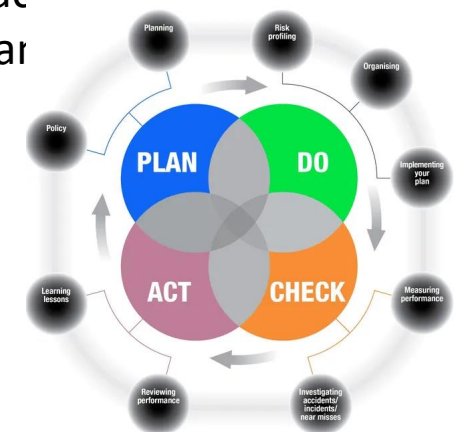 Planning
Risk
profiling
Organising
Policy
PLAN
DO
Implementing
your
plan
ACT
CHECK
Learning
lessons
Measuring
performance
Reviewing
performance
Investigating
accidents/
incidents/
near misses